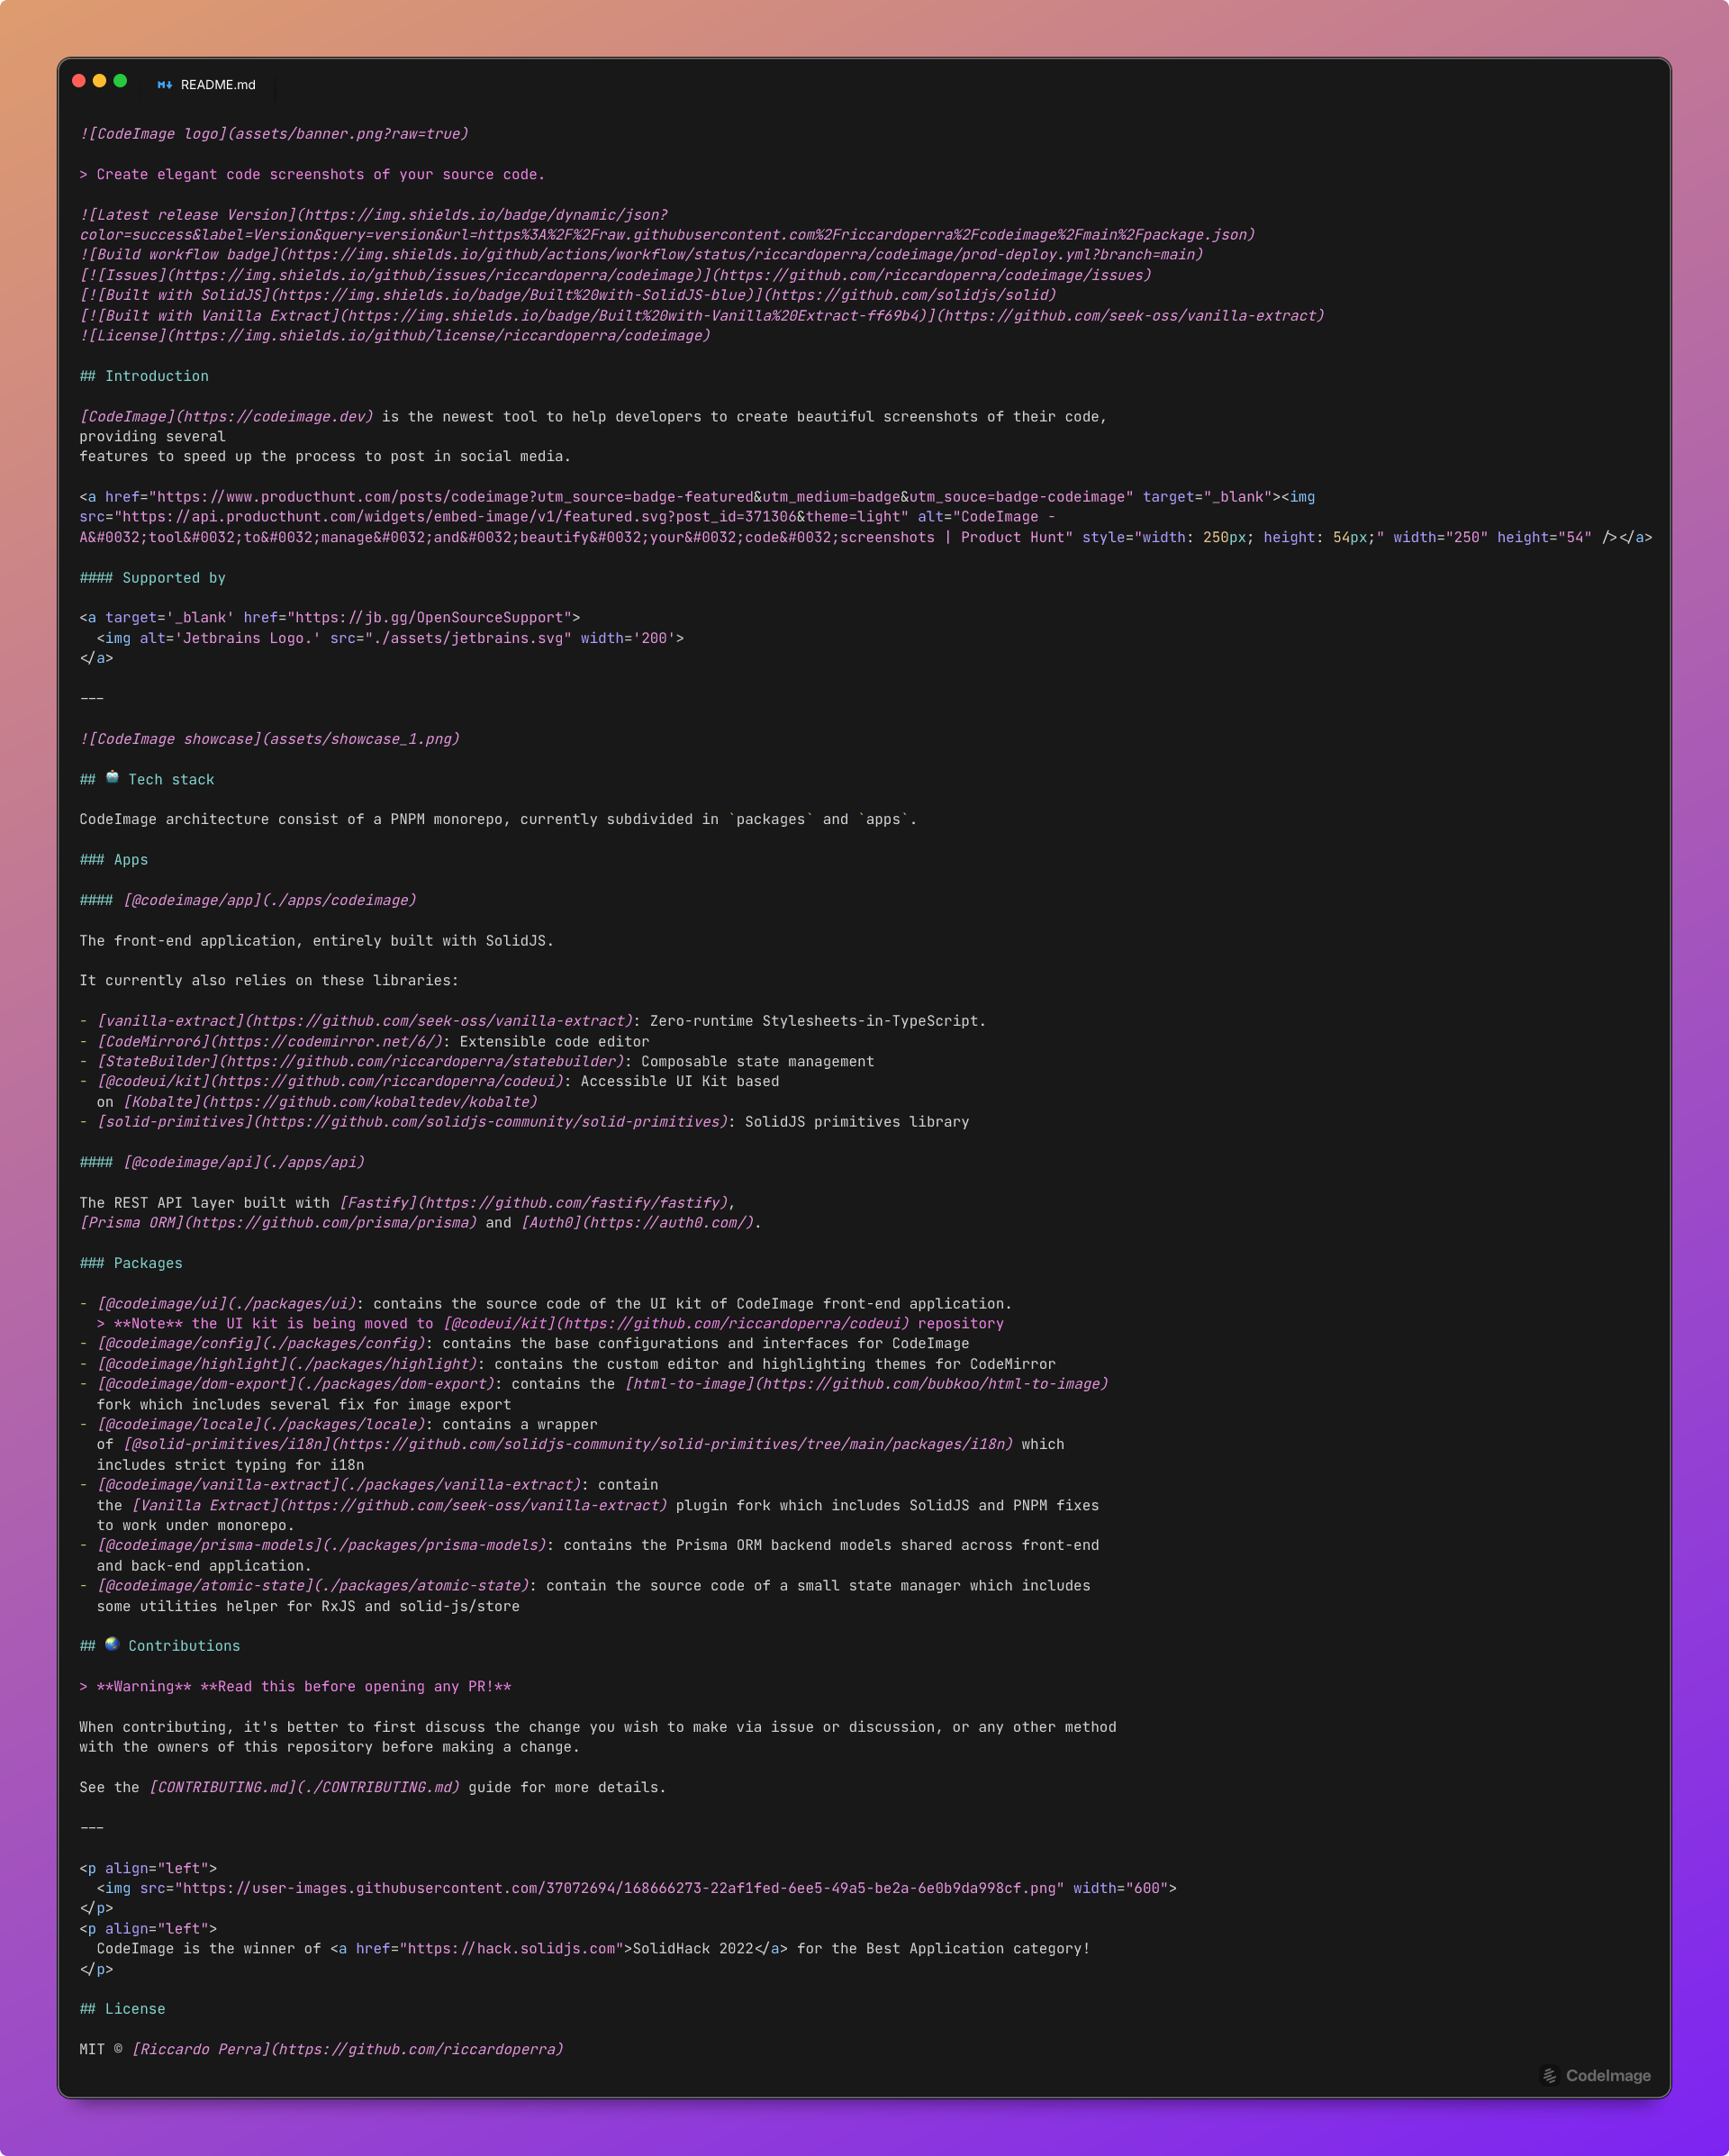 README.md
![CodeImage logo](assets/banner.png?raw=true)
> Create elegant code screenshots of your source code.
![Latest release Version](https://img.shields.io/badge/dynamic/json?
color=success&label=Version&query=version&url=https%3A%2F%2Fraw.githubusercontent.com%2Friccardoperra%2Fcodeimage%2Fmain%2Fpackage.json)
![Build workflow badge](https://img.shields.io/github/actions/workflow/status/riccardoperra/codeimage/prod-deploy.yml?branch=main)
[![Issues](https://img.shields.io/github/issues/riccardoperra/codeimage)](https://github.com/riccardoperra/codeimage/issues)
[![Built with SolidJS](https://img.shields.io/badge/Built%20with-SolidJS-blue)](https://github.com/solidjs/solid)
[![Built with Vanilla Extract](https://img.shields.io/badge/Built%20with-Vanilla%20Extract-ff69b4)](https://github.com/seek-oss/vanilla-extract)
![License](https://img.shields.io/github/license/riccardoperra/codeimage)
## Introduction
[CodeImage](https://codeimage.dev) is the newest tool to help developers to create beautiful screenshots of their code,
providing several
features to speed up the process to post in social media.
<a href="https://www.producthunt.com/posts/codeimage?utm_source=badge-featured&utm_medium=badge&utm_souce=badge-codeimage" target="_blank"><img
src="https://api.producthunt.com/widgets/embed-image/v1/featured.svg?post_id=371306&theme=light" alt="CodeImage -
A&#0032;tool&#0032;to&#0032;manage&#0032;and&#0032;beautify&#0032;your&#0032;code&#0032;screenshots | Product Hunt" style="width: 250px; height: 54px;" width="250" height="54" /></a>
#### Supported by
<a target='_blank' href="https://jb.gg/OpenSourceSupport">
  <img alt='Jetbrains Logo.' src="./assets/jetbrains.svg" width='200'>
</a>
---
![CodeImage showcase](assets/showcase_1.png)
## 🤖 Tech stack
CodeImage architecture consist of a PNPM monorepo, currently subdivided in `packages` and `apps`.
### Apps
#### [@codeimage/app](./apps/codeimage)
The front-end application, entirely built with SolidJS.
It currently also relies on these libraries:
- [vanilla-extract](https://github.com/seek-oss/vanilla-extract): Zero-runtime Stylesheets-in-TypeScript.
- [CodeMirror6](https://codemirror.net/6/): Extensible code editor
- [StateBuilder](https://github.com/riccardoperra/statebuilder): Composable state management
- [@codeui/kit](https://github.com/riccardoperra/codeui): Accessible UI Kit based
  on [Kobalte](https://github.com/kobaltedev/kobalte)
- [solid-primitives](https://github.com/solidjs-community/solid-primitives): SolidJS primitives library
#### [@codeimage/api](./apps/api)
The REST API layer built with [Fastify](https://github.com/fastify/fastify),
[Prisma ORM](https://github.com/prisma/prisma) and [Auth0](https://auth0.com/).
### Packages
- [@codeimage/ui](./packages/ui): contains the source code of the UI kit of CodeImage front-end application.
  > **Note** the UI kit is being moved to [@codeui/kit](https://github.com/riccardoperra/codeui) repository
- [@codeimage/config](./packages/config): contains the base configurations and interfaces for CodeImage
- [@codeimage/highlight](./packages/highlight): contains the custom editor and highlighting themes for CodeMirror
- [@codeimage/dom-export](./packages/dom-export): contains the [html-to-image](https://github.com/bubkoo/html-to-image)
  fork which includes several fix for image export
- [@codeimage/locale](./packages/locale): contains a wrapper
  of [@solid-primitives/i18n](https://github.com/solidjs-community/solid-primitives/tree/main/packages/i18n) which
  includes strict typing for i18n
- [@codeimage/vanilla-extract](./packages/vanilla-extract): contain
  the [Vanilla Extract](https://github.com/seek-oss/vanilla-extract) plugin fork which includes SolidJS and PNPM fixes
  to work under monorepo.
- [@codeimage/prisma-models](./packages/prisma-models): contains the Prisma ORM backend models shared across front-end
  and back-end application.
- [@codeimage/atomic-state](./packages/atomic-state): contain the source code of a small state manager which includes
  some utilities helper for RxJS and solid-js/store
## 🌏 Contributions
> **Warning** **Read this before opening any PR!**
When contributing, it's better to first discuss the change you wish to make via issue or discussion, or any other method
with the owners of this repository before making a change.
See the [CONTRIBUTING.md](./CONTRIBUTING.md) guide for more details.
---
<p align="left">
  <img src="https://user-images.githubusercontent.com/37072694/168666273-22af1fed-6ee5-49a5-be2a-6e0b9da998cf.png" width="600">
</p>
<p align="left">
  CodeImage is the winner of <a href="https://hack.solidjs.com">SolidHack 2022</a> for the Best Application category!
</p>
## License
MIT © [Riccardo Perra](https://github.com/riccardoperra)
CodeImage